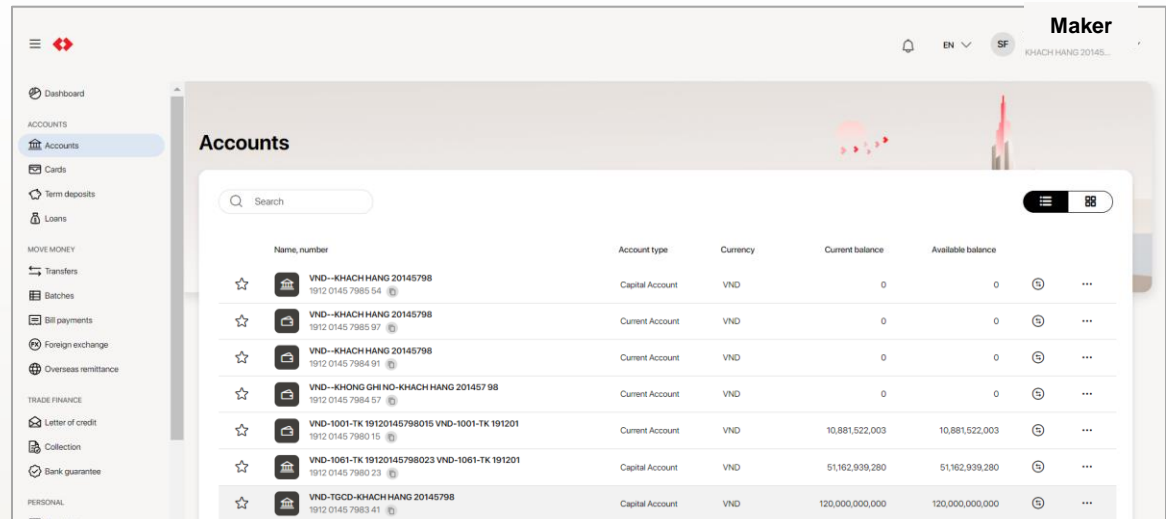 Maker
EN
SF
KHACH HANG 20145...
Dashboard
ACCOUNTS
Accounts
Cards
Term deposits
Loans
MOVE MONEY
Transfers
Batches
Bill payments
FX Foreign exchange
Overseas remittance
TRADE FINANCE
Letter of credit
Collection
Bank guarantee
PERSONAL
Accounts
Search
Name, number Account type Currency Current balance Available balance
VND--KHACH HANG 20145798
1912 0145 7985 54 Capital Account VND 0 0
VND--KHACH HANG 20145798
1912 0145 7985 97 Current Account VND 0 0
VND--KHACH HANG 20145798
1912 0145 7984 91 Current Account VND 0 0
VND--KHONG GHI NO-KHACH HANG 201457 98
1912 0145 7984 57 Current Account VND 0 0
VND-1001-TK 19120145798015 VND-1001-TK 191201
1912 0145 7980 15 Current Account VND 10,881,522,003 10,881,522,003
VND-1061-TK 19120145798023 VND-1061-TK 191201
1912 0145 7980 23 Capital Account VND 51,162,939,280 51,162,939,280
VND-TGCD-KHACH HANG 20145798
1912 0145 7983 41 Capital Account VND 120,000,000,000 120,000,000,000